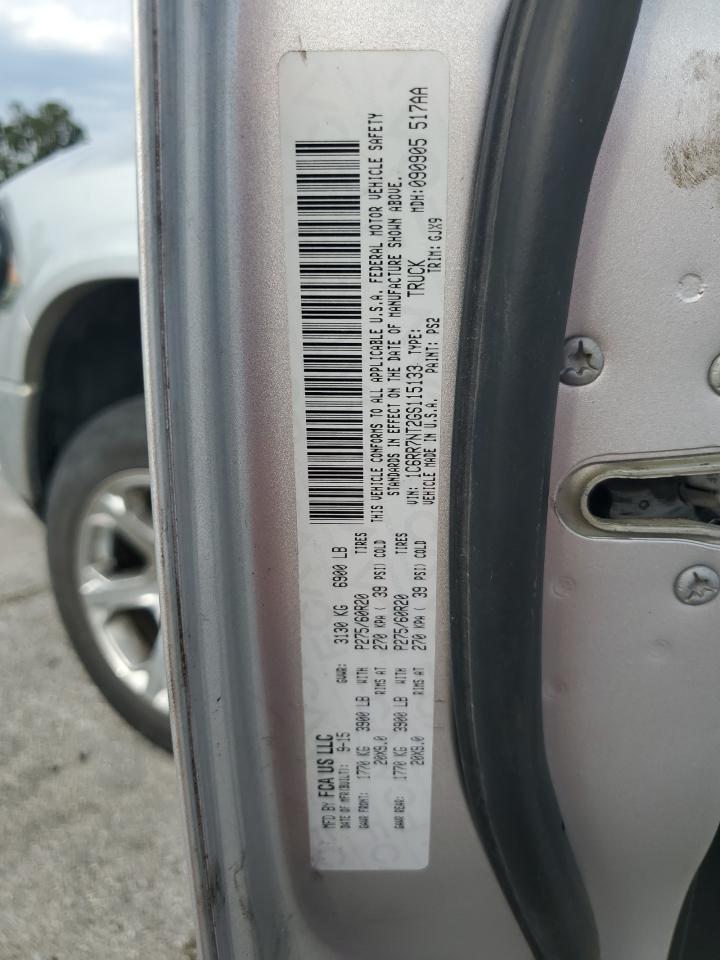 MFD BY FCA US LLC
DATE OF MFR(BUILT): 9-15 GVWR: 3130 KG 6900 LB
GAWR FRONT: 1770 KG 3900 LB WITH P275/60R20 TIRES
20X9.0 RIMS AT 270 KPA ( 39 PSI) COLD
GAWR REAR: 1770 KG 3900 LB WITH P275/60R20 TIRES
20X9.0 RIMS AT 270 KPA ( 39 PSI) COLD
THIS VEHICLE CONFORMS TO ALL APPLICABLE U.S.A. FEDERAL MOTOR VEHICLE SAFETY
STANDARDS IN EFFECT ON THE DATE OF MANUFACTURE SHOWN ABOVE.
VIN: 1C6RR7NT2GS115133 TYPE: TRUCK MDH:090905 517AA
VEHICLE MADE IN U.S.A. PAINT: PS2 TRIM: GJX9